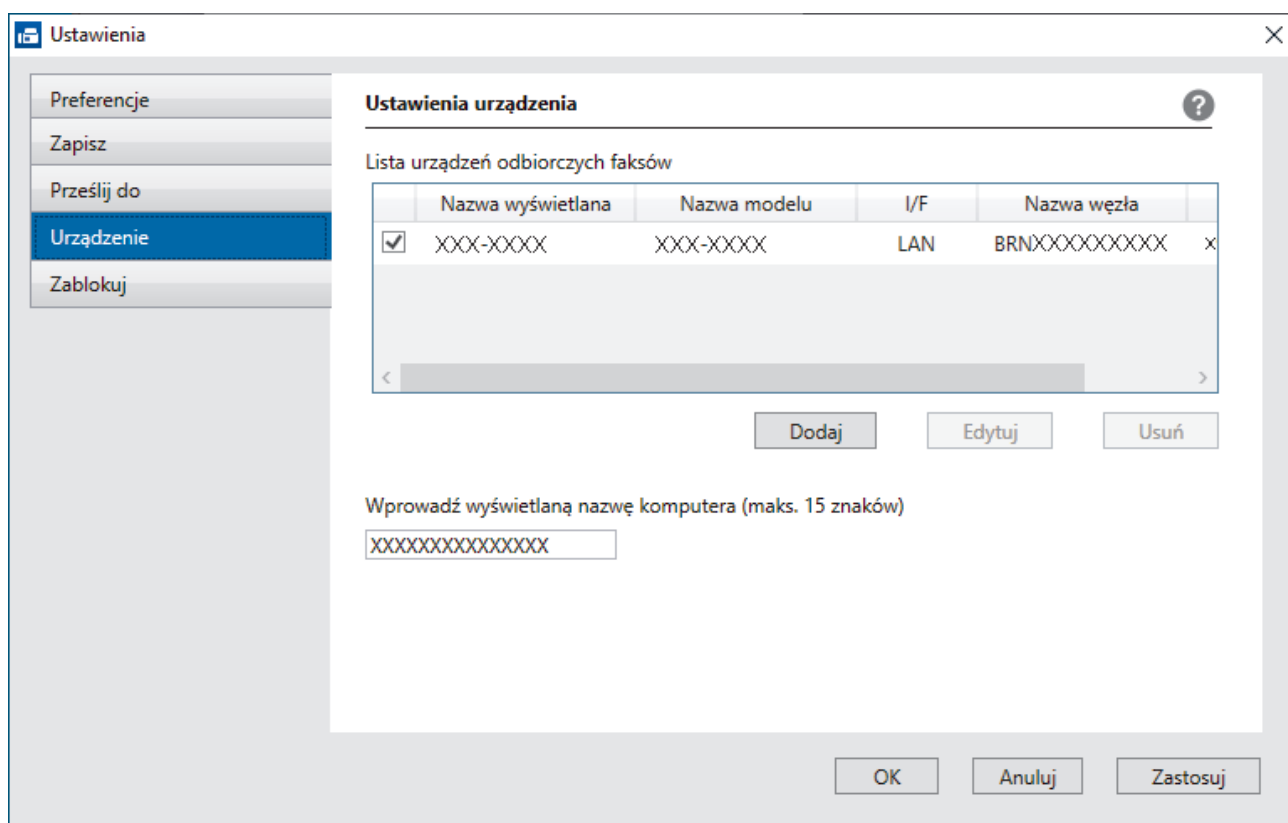 Ustawienia
Preferencje
Zapisz
Prześlij do
Urządzenie
Zablokuj
Ustawienia urządzenia
?
Lista urządzeń odbiorczych faksów
Nazwa wyświetlana Nazwa modelu I/F Nazwa węzła
XXX-XXXX XXX-XXXX LAN BRNXXXXXXXXX x
Dodaj Edytuj Usuń
Wprowadź wyświetlaną nazwę komputera (maks. 15 znaków)
XXXXXXXXXXXXXXX
OK Anuluj Zastosuj